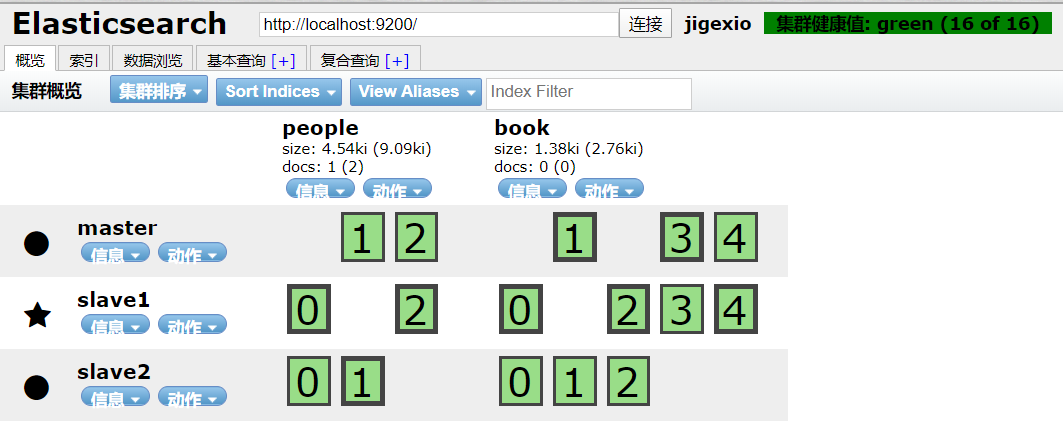 Elasticsearch http://localhost:9200/ 连接 jigexio 集群健康值: green (16 of 16)
概览 索引 数据浏览 基本查询 [+] 复合查询 [+]
集群概览 集群排序 Sort Indices View Aliases Index Filter
people book
size: 4.54ki (9.09ki) size: 1.38ki (2.76ki)
docs: 1 (2) docs: 0 (0)
信息 动作 信息 动作
master 1 2 1 3 4
信息 动作
slave1 0 2 0 2 3 4
信息 动作
slave2 0 1 0 1 2
信息 动作